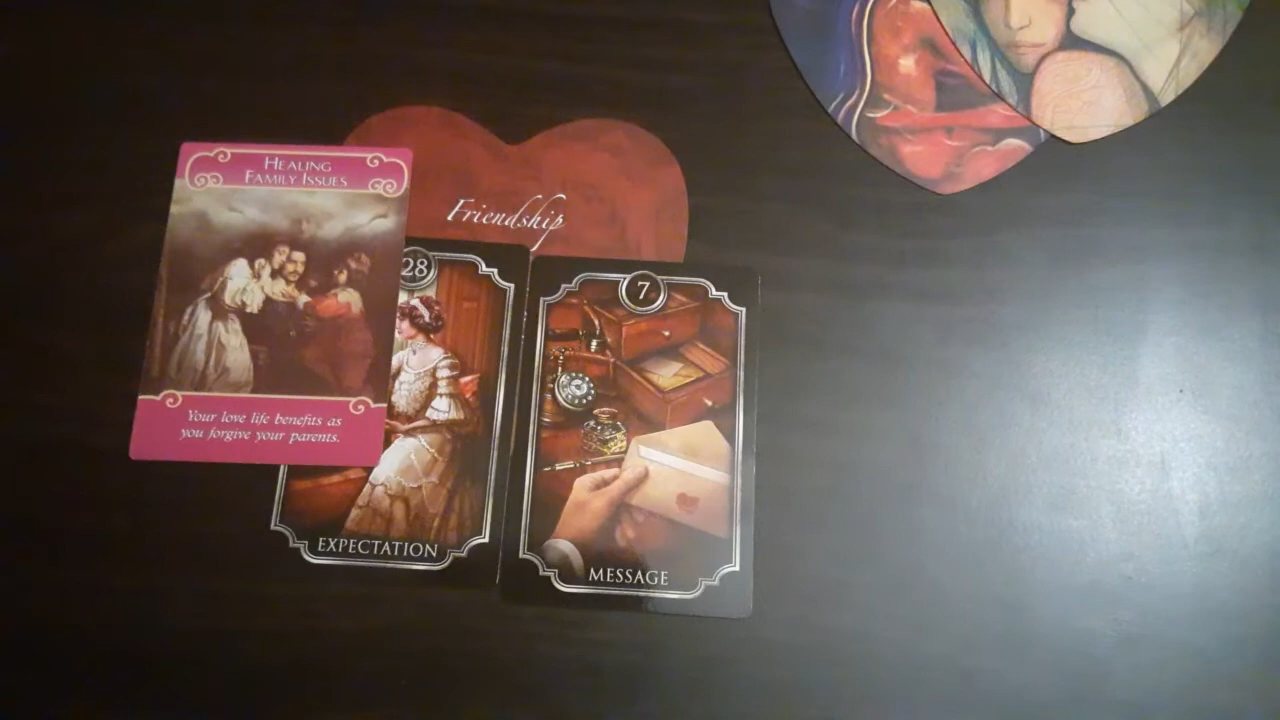 HEALING
FAMILY ISSUES
Your love life benefits as
you forgive your parents.
Friendship
28
EXPECTATION
7
MESSAGE